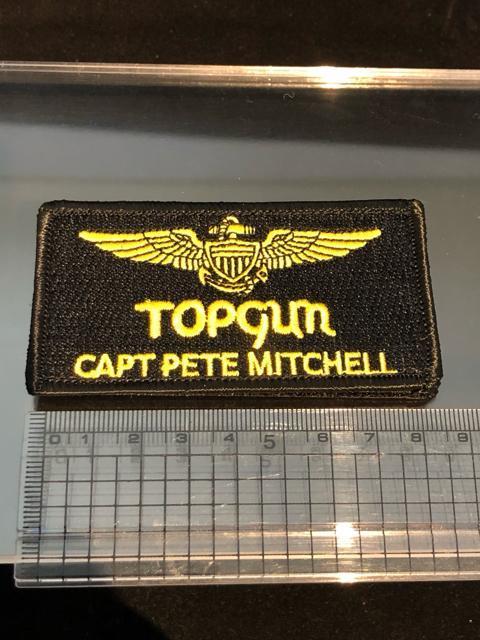 TOPGUN
CAPT PETE MITCHELL
0 1 2 3 4 5 6 7 8 9